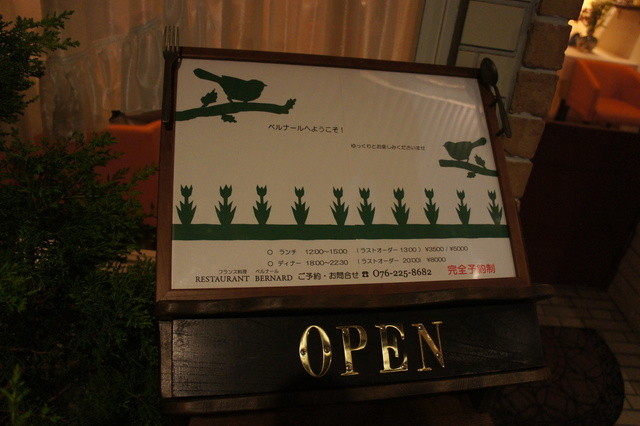 ベルナールへようこそ！
ゆっくりとお楽しみくださいませ
○ ランチ 12:00～15:00 （ラストオーダー 13:00） ¥3500 / ¥5000
○ ディナー 18:00～22:30 （ラストオーダー 20:00） ¥8000
フランス料理 ベルナール
RESTAURANT BERNARD ご予約・お問合せ ☎ 076-225-8682 完全予約制
OPEN